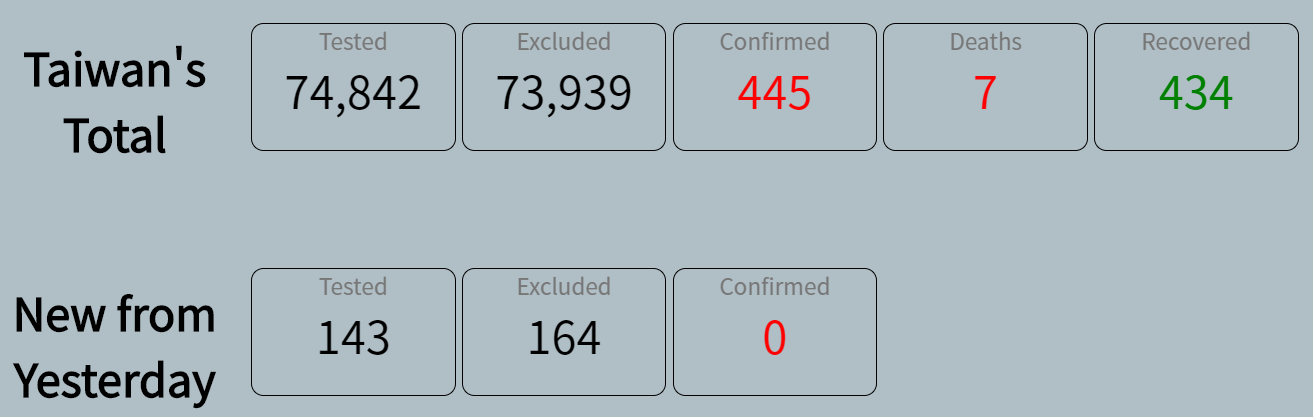 Taiwan's
Total
Tested
74,842
Excluded
73,939
Confirmed
445
Deaths
7
Recovered
434
New from
Yesterday
Tested
143
Excluded
164
Confirmed
0